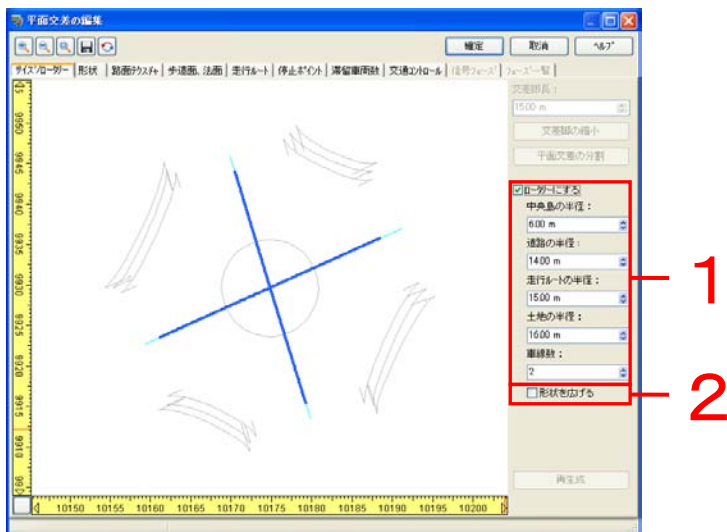 平面交差の編集
確定 取消 ヘルプ
サイズ/ロータリー 形状 路面テクスチャ 歩道面、法面 走行ルート 停止ポイント 滞留車両数 交通コントロール 信号フェーズ フェーズ一覧
交差部長：
15.00 m
交差脚の縮小
平面交差の分割
ロータリーにする
中央島の半径：
6.00 m
道路の半径：
14.00 m
走行ルートの半径：
15.00 m
土地の半径：
16.00 m
車線数：
2
形状を広げる
再生成
1
2
9950
9945
9940
9935
9930
9925
9920
9915
9910
10150 10155 10160 10165 10170 10175 10180 10185 10190 10195 10200